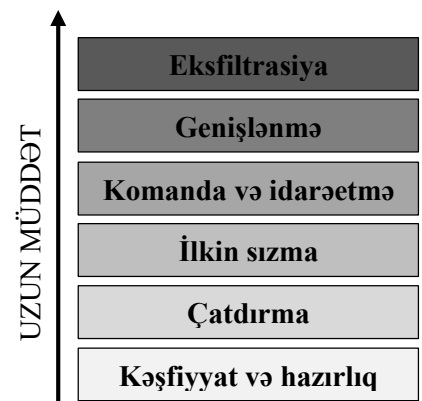 Eksfiltrasiya
Genişlənmə
Komanda və idarəetmə
İlkin sızma
Çatdırma
Kəşfiyyat və hazırlıq
UZUN MÜDDƏT